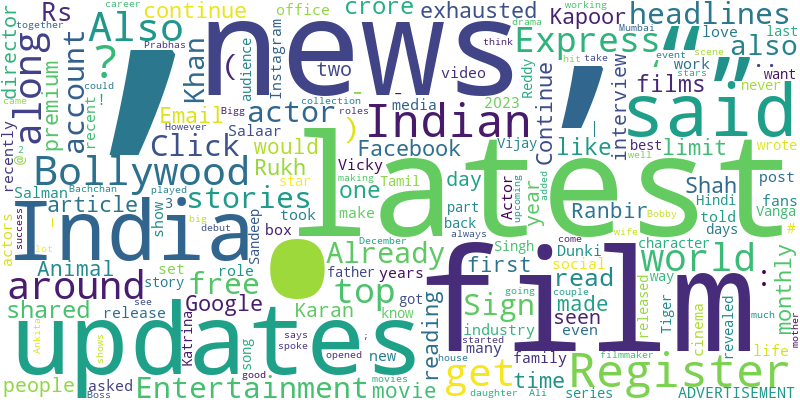 career working office crore exhausted Kapoor headlines drama Mumbai
together
Rs continue director Also Prabhas Instagram Express , ” love last
account ? Khan ( news two audience think Reddy event scene also
along premium Email actor video hit take stars work want
could ! collection roles 2023 Continue films .. never
recently recent However Bigg ) Indian media said
came Click Salaar Facebook Vijay like | interview best wrote
2 @ would Rukh Vicky making Tamil limit well post
Bollywood stories star one day latest Actor upcoming added Shah Hindi fans
Salman Bachchan played 3 make part always year Ranbir told Vanga
article show took back Bobby days #
actors success India debut big Sandeep box December Singh come Dunki wife character
! lot Animal set role Already first going couple social world way :
around story father years seen even released Tiger monthly
shared release free Google Katrina top got Sign made read cinema revealed
Karan know reading industry started many film life much mother
Ankita see updates song says spoke ; new family filmmaker
people shows asked opened house get time Register
Boss Entertainment good movie movies daughter Ali series ADVERTISEMENT